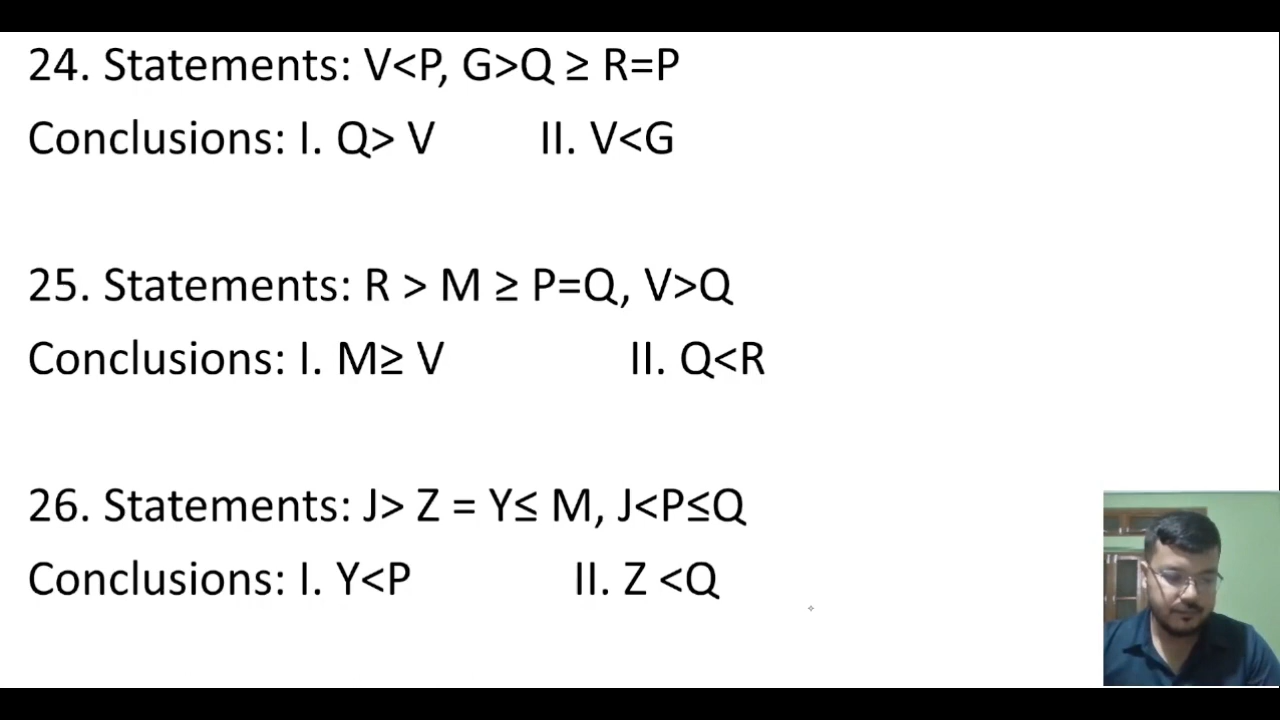 24. Statements: V<P, G>Q ≥ R=P
Conclusions: I. Q> V II. V<G
25. Statements: R > M ≥ P=Q, V>Q
Conclusions: I. M≥ V II. Q<R
26. Statements: J> Z = Y≤ M, J<P≤Q
Conclusions: I. Y<P II. Z <Q